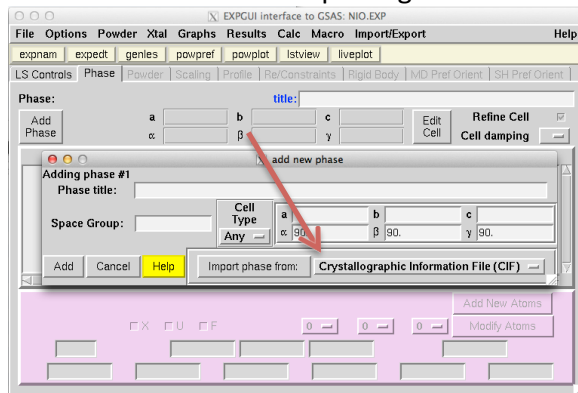 EXPGUI interface to GSAS: NIO.EXP
File Options Powder Xtal Graphs Results Calc Macro Import/Export Help
expnam expedt genles powpref powplot lstview liveplot
LS Controls Phase Powder Scaling Profile Re/Constraints Rigid Body MD Pref Orient SH Pref Orient
Phase: title:
Add Phase a b c Edit Cell Refine Cell
α β γ Cell damping
add new phase
Adding phase #1
Phase title:
Space Group: Cell Type a b c
Any α 90. β 90. γ 90.
Add Cancel Help Import phase from: Crystallographic Information File (CIF)
Add New Atoms
X U F 0 0 0 Modify Atoms